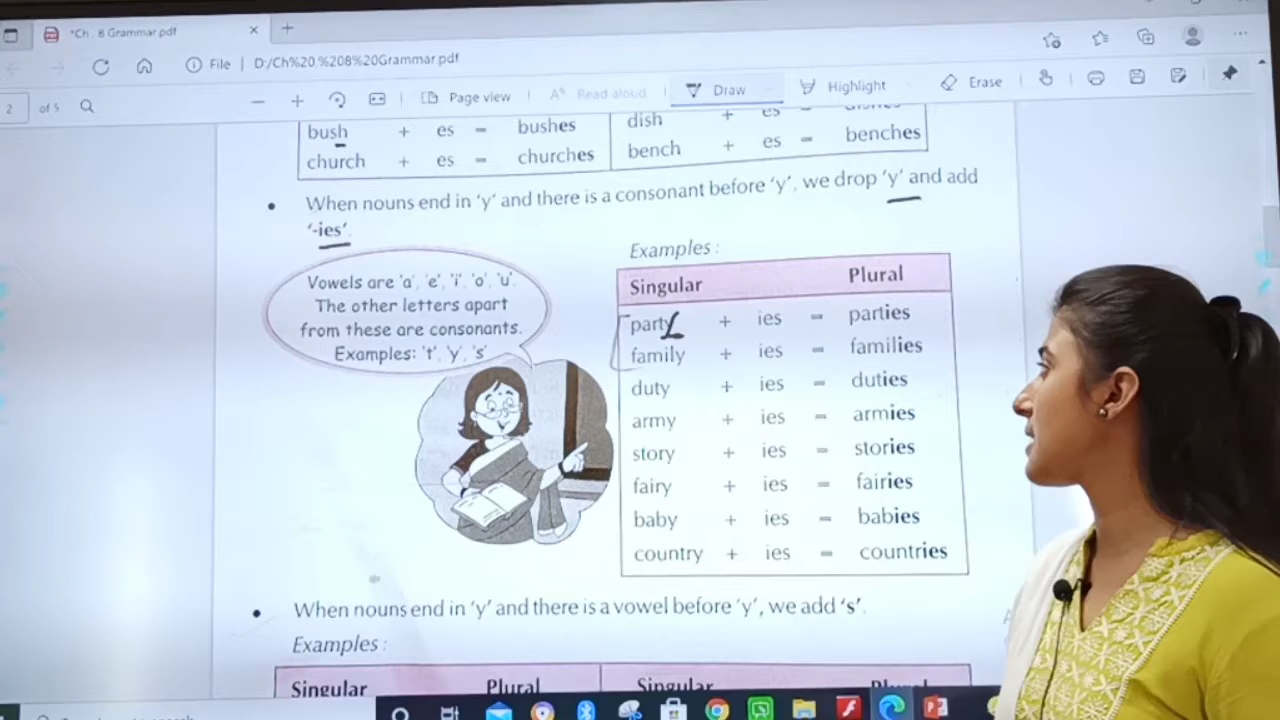 *Ch . 8 Grammar.pdf
File | D:/Ch%20.%208%20Grammar.pdf
2 of 5 Page view Read aloud Draw Highlight Erase
bush + es = bushes dish + es = dishes
church + es = churches bench + es = benches
• When nouns end in 'y' and there is a consonant before 'y', we drop 'y' and add
'-ies'.
Vowels are 'a', 'e', 'i', 'o', 'u'.
The other letters apart
from these are consonants.
Examples: 't', 'y', 's'
Examples :
Singular Plural
party + ies = parties
family + ies = families
duty + ies = duties
army + ies = armies
story + ies = stories
fairy + ies = fairies
baby + ies = babies
country + ies = countries
• When nouns end in 'y' and there is a vowel before 'y', we add 's'.
Examples :
Singular Plural Singular Plural